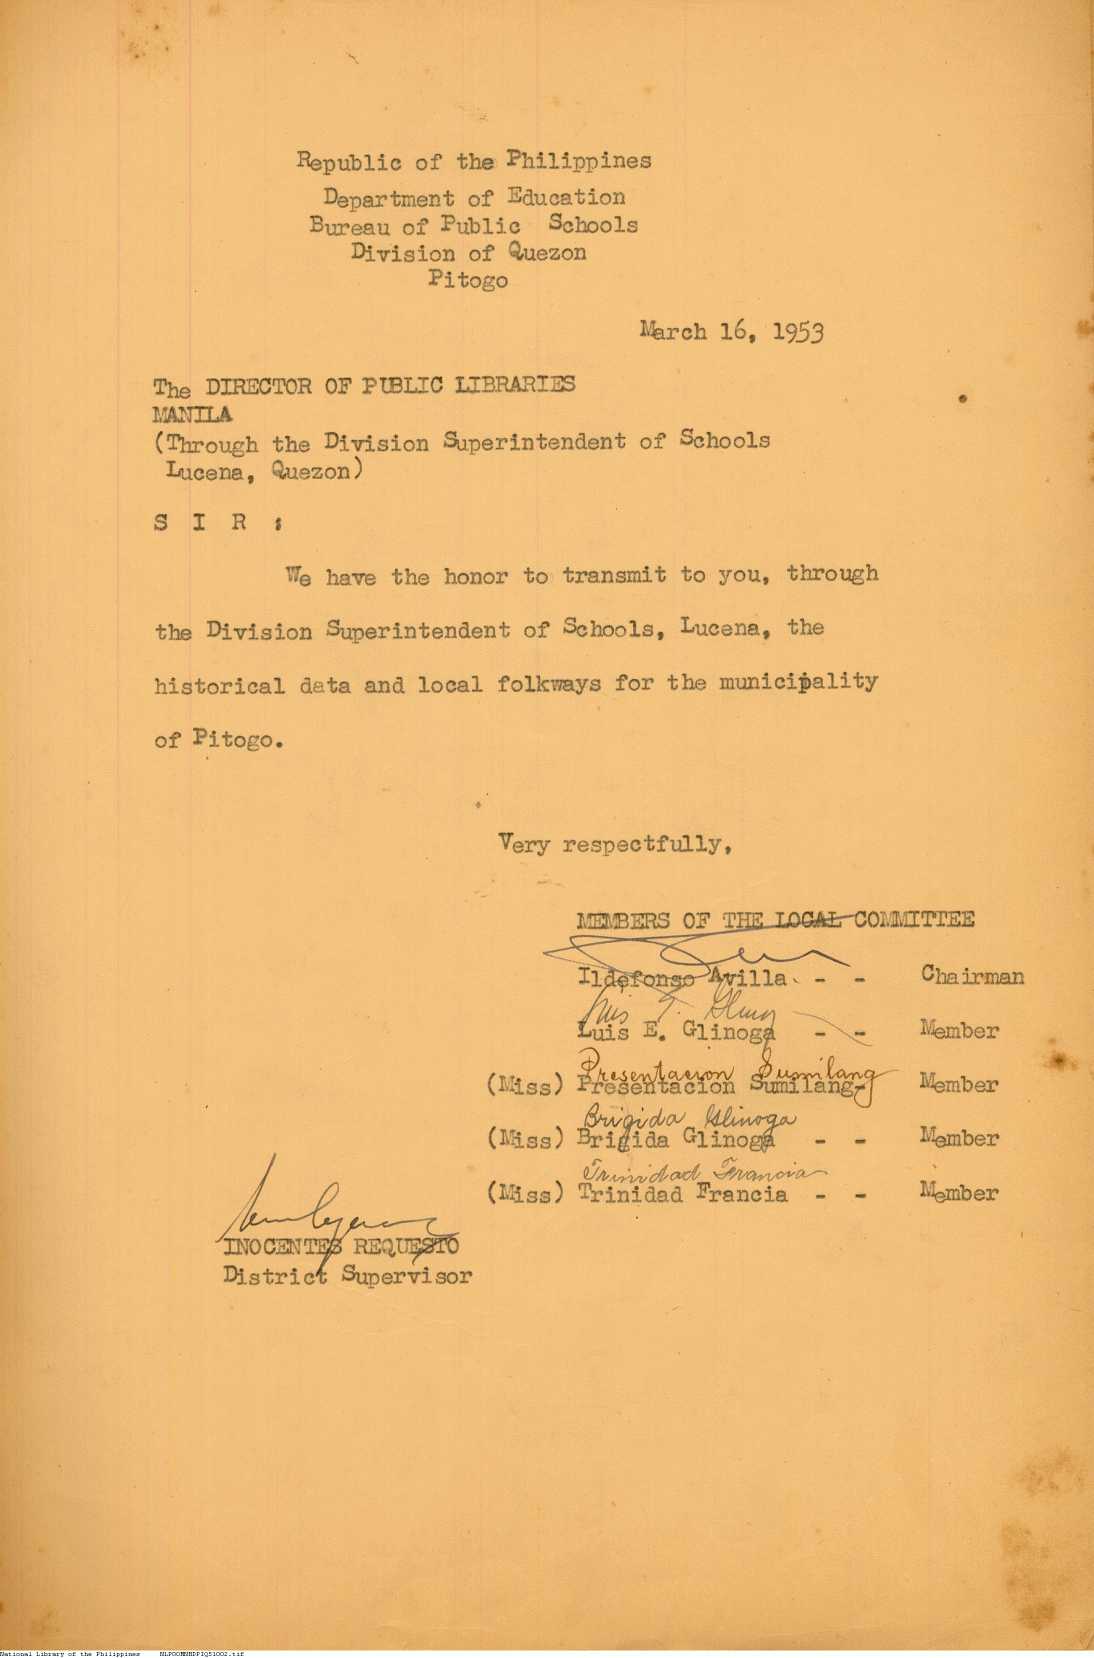 Republic of the Philippines
Department of Education
Bureau of Public Schools
Division of Quezon
Pitogo
March 16, 1953
The DIRECTOR OF PUBLIC LIBRARIES
MANILA
(Through the Division Superintendent of Schools
Lucena, Quezon)
S I R :
We have the honor to transmit to you, through
the Division Superintendent of Schools, Lucena, the
historical data and local folkways for the municipality
of Pitogo.
Very respectfully,
MEMBERS OF THE LOCAL COMMITTEE
Ildefonso Avilla - - Chairman
Luis E. Glinoga - - Member
Presentacion Sumilang
(Miss) Presentacion Sumilang- Member
Brigida Glinoga
(Miss) Brigida Glinoga - - Member
Trinidad Francia
(Miss) Trinidad Francia - - Member
INOCENTES REQUESTO
District Supervisor
National Library of the Philippines NLPOOMNHDPIQ51002.tif